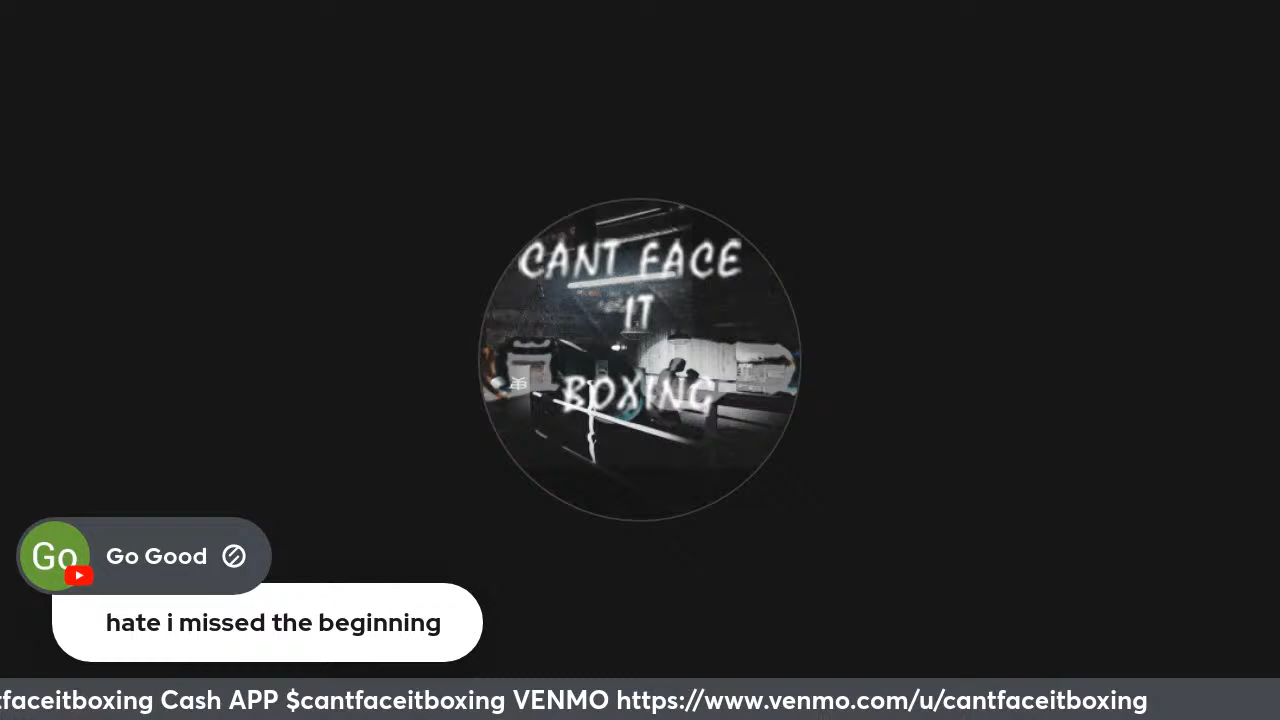 CANT FACE
IT
BOXING
Go
Go Good
hate i missed the beginning
tfaceitboxing Cash APP $cantfaceitboxing VENMO https://www.venmo.com/u/cantfaceitboxing